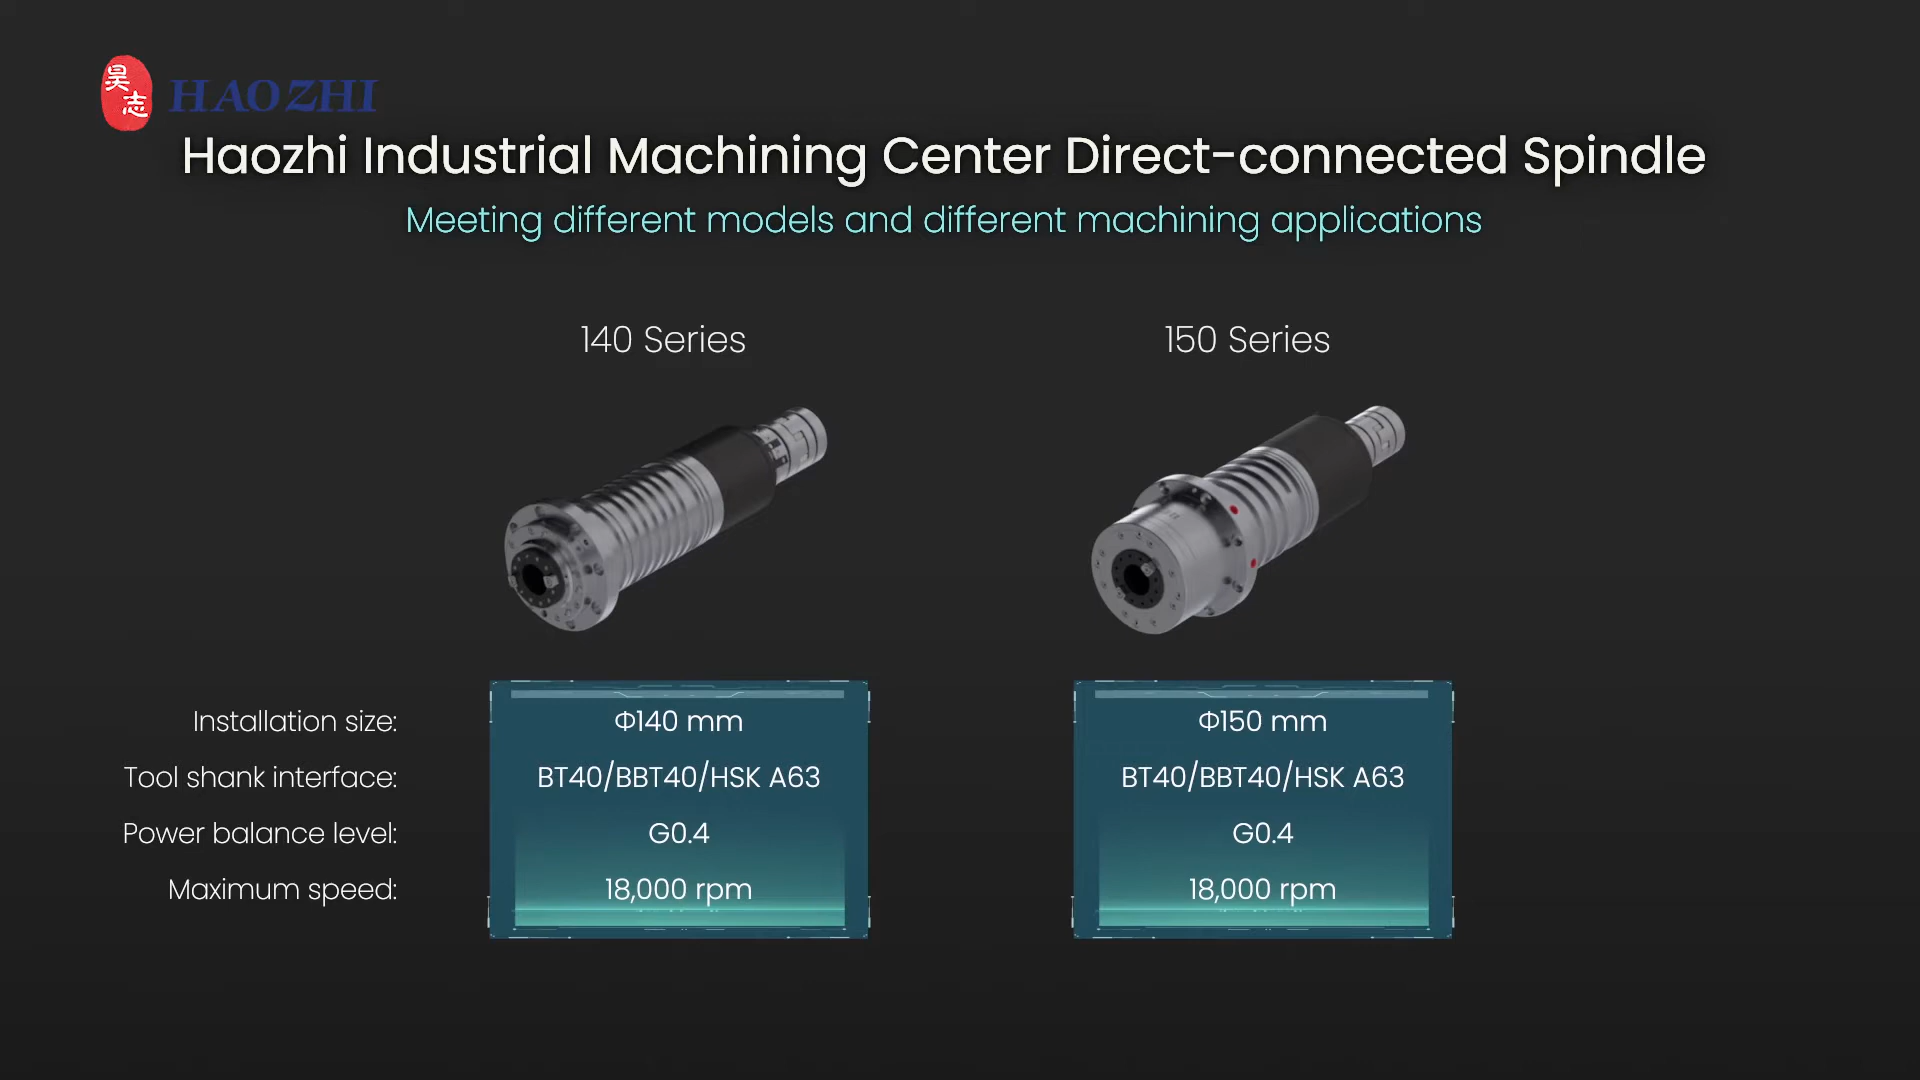 昊志
HAOZHI
Haozhi Industrial Machining Center Direct-connected Spindle
Meeting different models and different machining applications
140 Series
150 Series
Installation size: Φ140 mm Φ150 mm
Tool shank interface: BT40/BBT40/HSK A63 BT40/BBT40/HSK A63
Power balance level: G0.4 G0.4
Maximum speed: 18,000 rpm 18,000 rpm